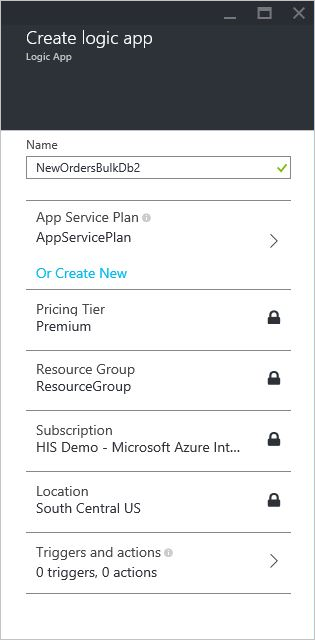 Create logic app
Logic App
Name
NewOrdersBulkDb2
App Service Plan
AppServicePlan
Or Create New
Pricing Tier
Premium
Resource Group
ResourceGroup
Subscription
HIS Demo - Microsoft Azure Int...
Location
South Central US
Triggers and actions
0 triggers, 0 actions